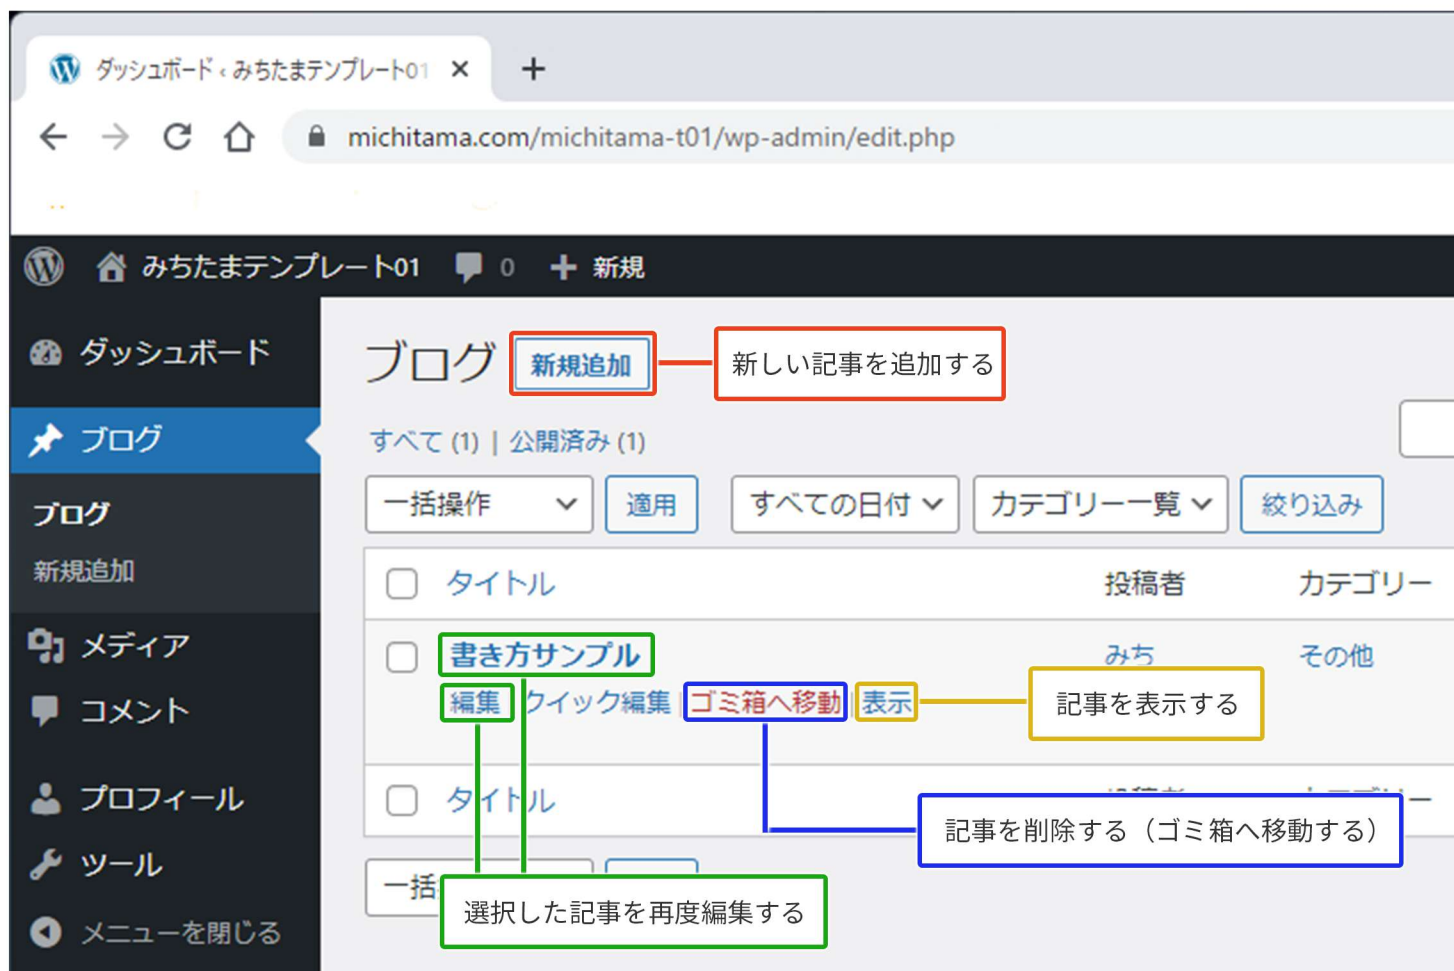 ダッシュボード ‹ みちたまテンプレート01
michitama.com/michitama-t01/wp-admin/edit.php
みちたまテンプレート01 0 新規
ダッシュボード
ブログ
ブログ
新規追加
メディア
コメント
プロフィール
ツール
メニューを閉じる
ブログ 新規追加 新しい記事を追加する
すべて (1) | 公開済み (1)
一括操作 適用 すべての日付 カテゴリー一覧 絞り込み
タイトル 投稿者 カテゴリー
書き方サンプル みち その他
編集 クイック編集 | ゴミ箱へ移動 | 表示 記事を表示する
タイトル
記事を削除する（ゴミ箱へ移動する）
一括
選択した記事を再度編集する